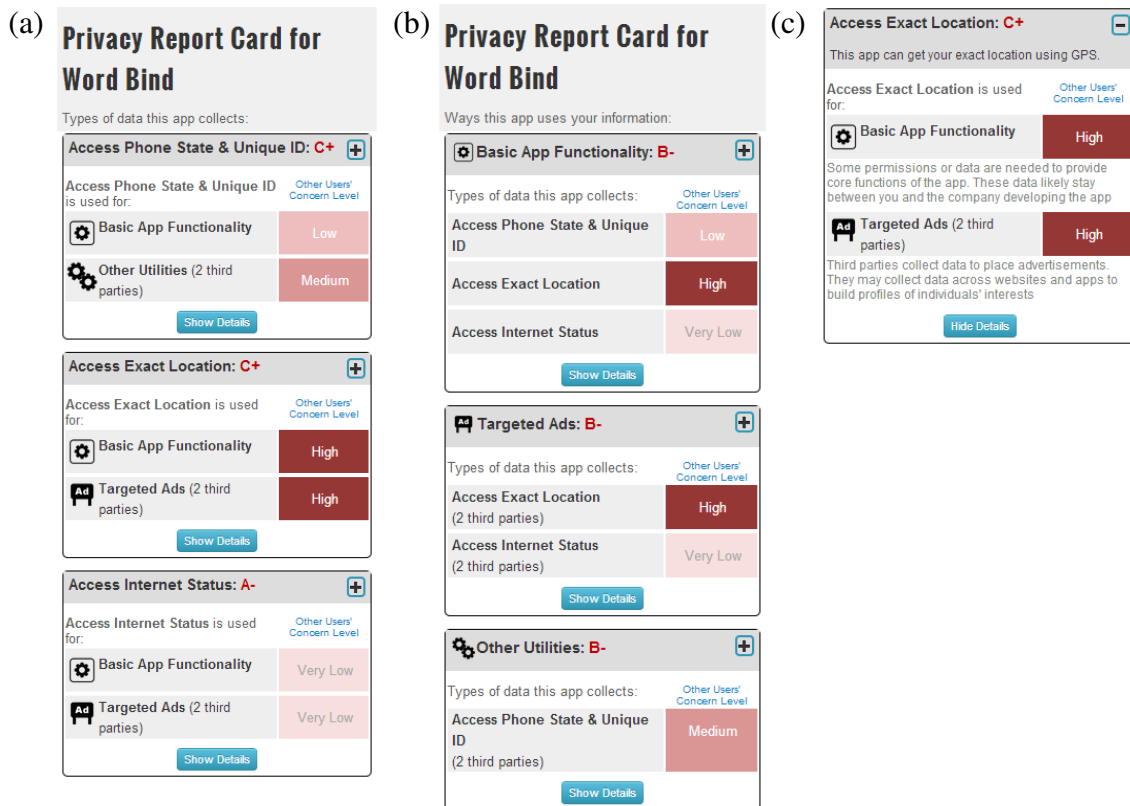 (a)
Privacy Report Card for
Word Bind
Types of data this app collects:
Access Phone State & Unique ID: C+
Access Phone State & Unique ID
is used for:
Other Users'
Concern Level
Basic App Functionality
Low
Other Utilities (2 third
parties)
Medium
Show Details
Access Exact Location: C+
Access Exact Location is used
for:
Other Users'
Concern Level
Basic App Functionality
High
Ad
Targeted Ads (2 third
parties)
High
Show Details
Access Internet Status: A-
Access Internet Status is used
for:
Other Users'
Concern Level
Basic App Functionality
Very Low
Ad
Targeted Ads (2 third
parties)
Very Low
Show Details
(b)
Privacy Report Card for
Word Bind
Ways this app uses your information:
Basic App Functionality: B-
Types of data this app collects:
Other Users'
Concern Level
Access Phone State & Unique
ID
Low
Access Exact Location
High
Access Internet Status
Very Low
Show Details
Ad
Targeted Ads: B-
Types of data this app collects:
Other Users'
Concern Level
Access Exact Location
(2 third parties)
High
Access Internet Status
(2 third parties)
Very Low
Show Details
Other Utilities: B-
Types of data this app collects:
Other Users'
Concern Level
Access Phone State & Unique
ID
(2 third parties)
Medium
Show Details
(c)
Access Exact Location: C+
This app can get your exact location using GPS.
Access Exact Location is used
for:
Other Users'
Concern Level
Basic App Functionality
High
Some permissions or data are needed to provide
core functions of the app. These data likely stay
between you and the company developing the app
Ad
Targeted Ads (2 third
parties)
High
Third parties collect data to place advertisements.
They may collect data across websites and apps to
build profiles of individuals' interests
Hide Details